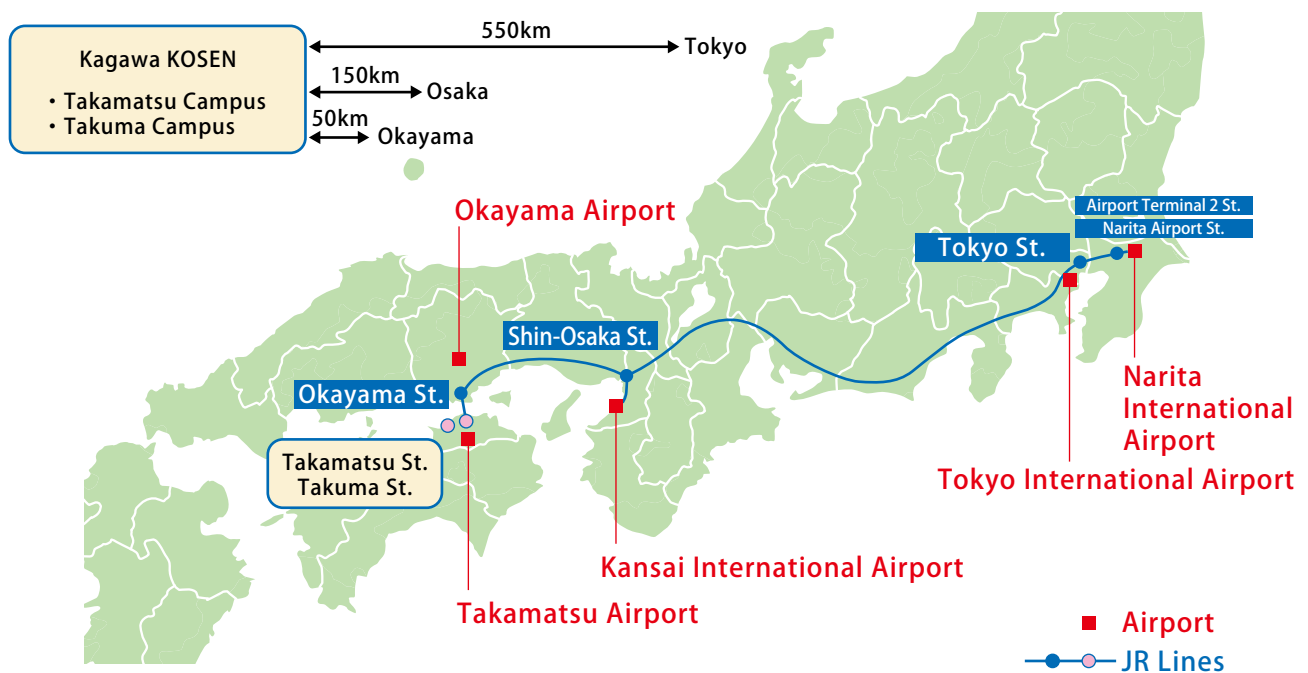 Kagawa KOSEN
・Takamatsu Campus
・Takuma Campus
550km
Tokyo
150km
Osaka
50km
Okayama
Okayama Airport
Airport Terminal 2 St.
Narita Airport St.
Tokyo St.
Shin-Osaka St.
Okayama St.
Takamatsu St.
Takuma St.
Narita
International
Airport
Tokyo International Airport
Kansai International Airport
Takamatsu Airport
Airport
JR Lines